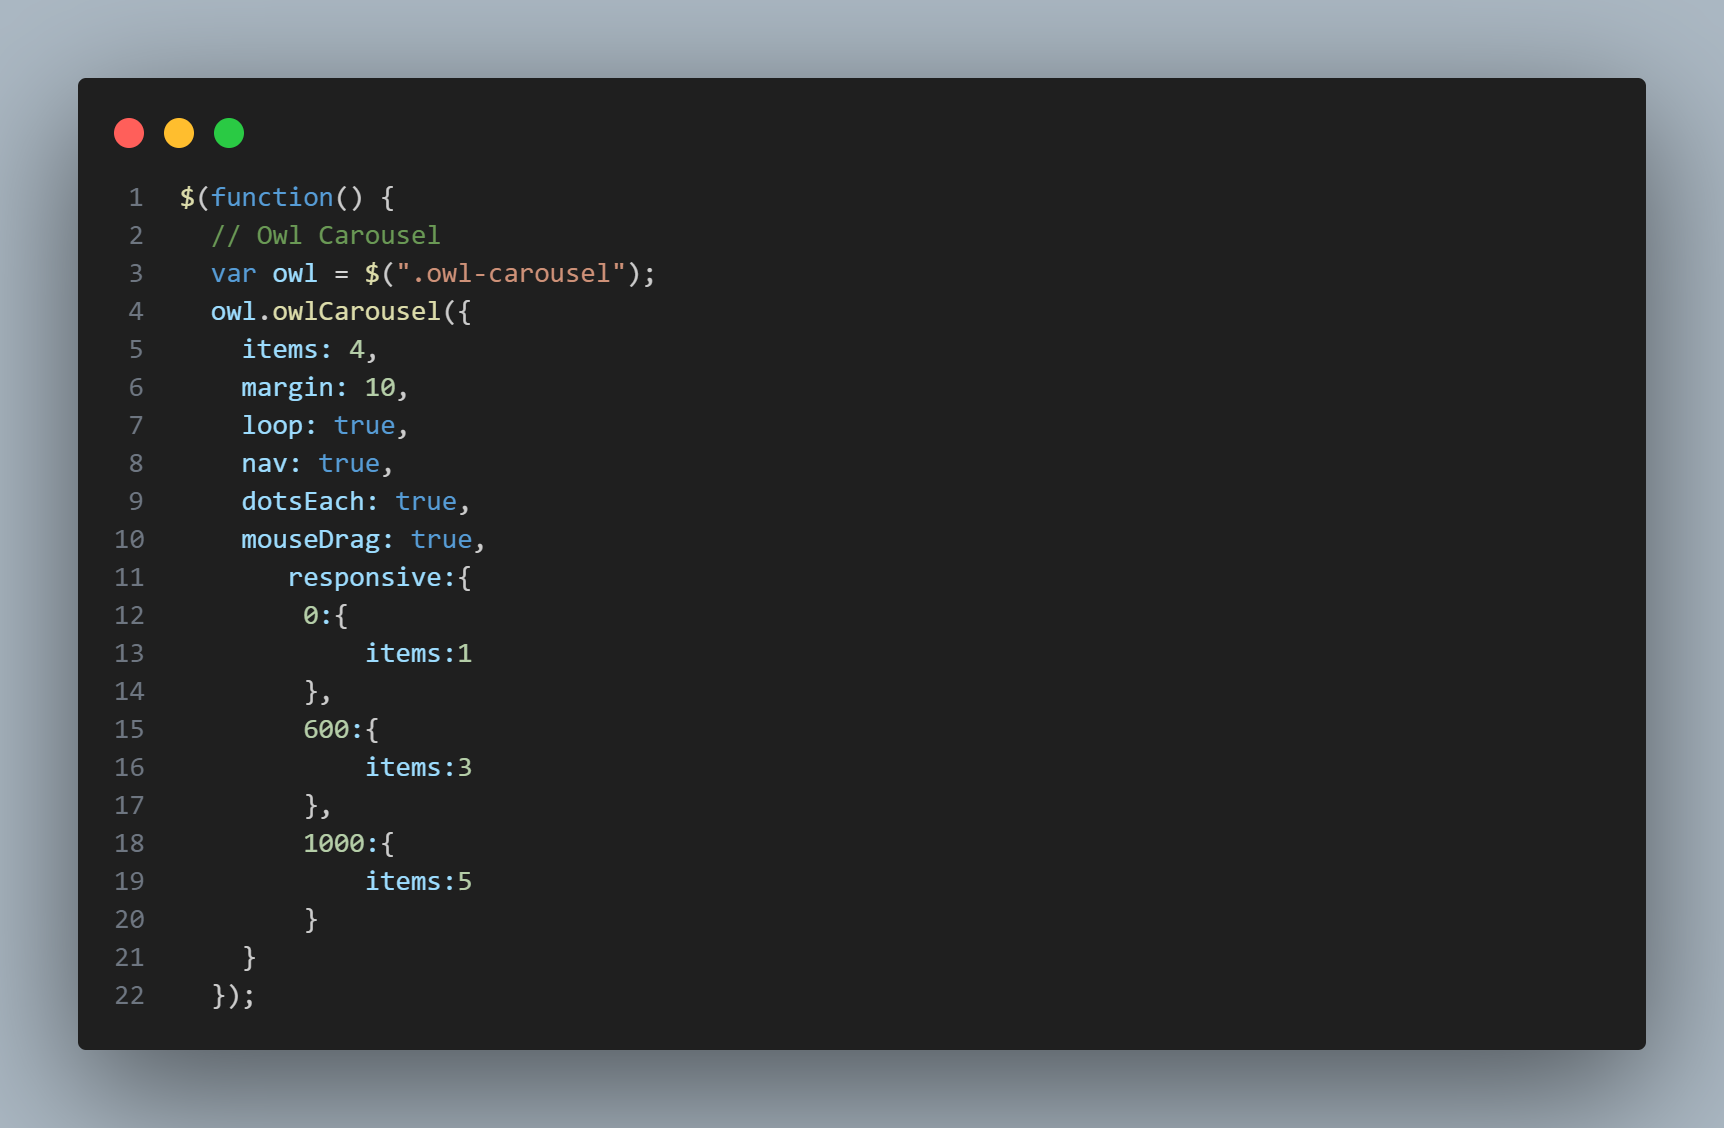 1 $(function() {
2   // Owl Carousel
3   var owl = $(".owl-carousel");
4   owl.owlCarousel({
5     items: 4,
6     margin: 10,
7     loop: true,
8     nav: true,
9     dotsEach: true,
10     mouseDrag: true,
11        responsive:{
12         0:{
13             items:1
14         },
15         600:{
16             items:3
17         },
18         1000:{
19             items:5
20         }
21     }
22   });